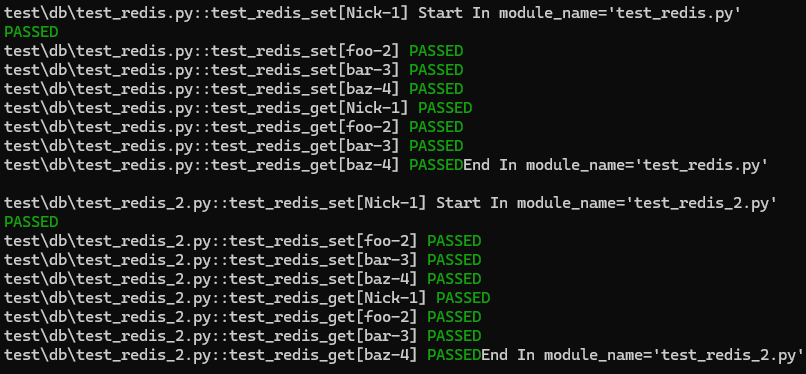 test\db\test_redis.py::test_redis_set[Nick-1] Start In module_name='test_redis.py'
PASSED
test\db\test_redis.py::test_redis_set[foo-2] PASSED
test\db\test_redis.py::test_redis_set[bar-3] PASSED
test\db\test_redis.py::test_redis_set[baz-4] PASSED
test\db\test_redis.py::test_redis_get[Nick-1] PASSED
test\db\test_redis.py::test_redis_get[foo-2] PASSED
test\db\test_redis.py::test_redis_get[bar-3] PASSED
test\db\test_redis.py::test_redis_get[baz-4] PASSEDEnd In module_name='test_redis.py'
test\db\test_redis_2.py::test_redis_set[Nick-1] Start In module_name='test_redis_2.py'
PASSED
test\db\test_redis_2.py::test_redis_set[foo-2] PASSED
test\db\test_redis_2.py::test_redis_set[bar-3] PASSED
test\db\test_redis_2.py::test_redis_set[baz-4] PASSED
test\db\test_redis_2.py::test_redis_get[Nick-1] PASSED
test\db\test_redis_2.py::test_redis_get[foo-2] PASSED
test\db\test_redis_2.py::test_redis_get[bar-3] PASSED
test\db\test_redis_2.py::test_redis_get[baz-4] PASSEDEnd In module_name='test_redis_2.py'